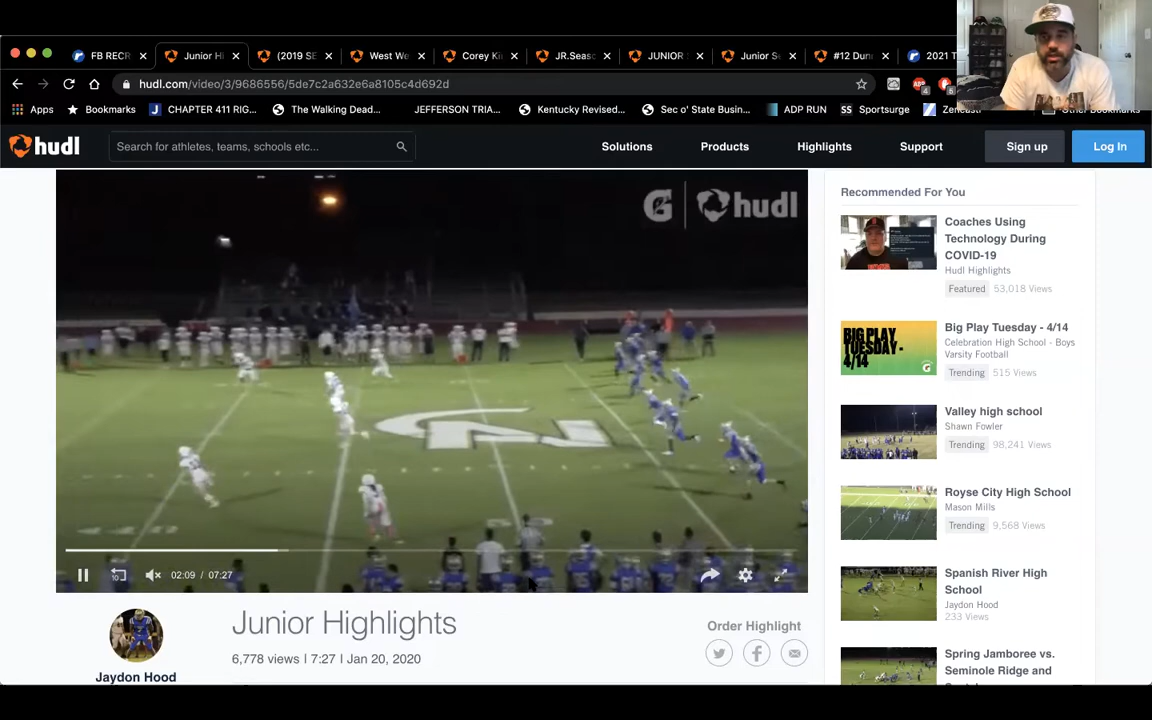 FB RECR
Junior Hi
(2019 SE
West We
Corey Ki
JR.Seas
JUNIOR
Junior Se
#12 Dun
2021 T
hudl.com/video/3/9686556/5de7c2a632e6a8105c4d692d
Apps
Bookmarks
CHAPTER 411 RIG...
The Walking Dead...
JEFFERSON TRIA...
Kentucky Revised...
Sec o' State Busin...
ADP RUN
SS Sportsurge
Zencast
Other Bookmarks
hudl
Search for athletes, teams, schools etc...
Solutions
Products
Highlights
Support
Sign up
Log In
G | hudl
02:09 / 07:27
Junior Highlights
6,778 views | 7:27 | Jan 20, 2020
Order Highlight
Jaydon Hood
Recommended For You
Coaches Using
Technology During
COVID-19
Hudl Highlights
Featured 53,018 Views
BIG PLAY
TUESDAY -
4/14
Big Play Tuesday - 4/14
Celebration High School - Boys
Varsity Football
Trending 515 Views
Valley high school
Shawn Fowler
Trending 98,241 Views
Royse City High School
Mason Mills
Trending 9,568 Views
Spanish River High
School
Jaydon Hood
233 Views
Spring Jamboree vs.
Seminole Ridge and